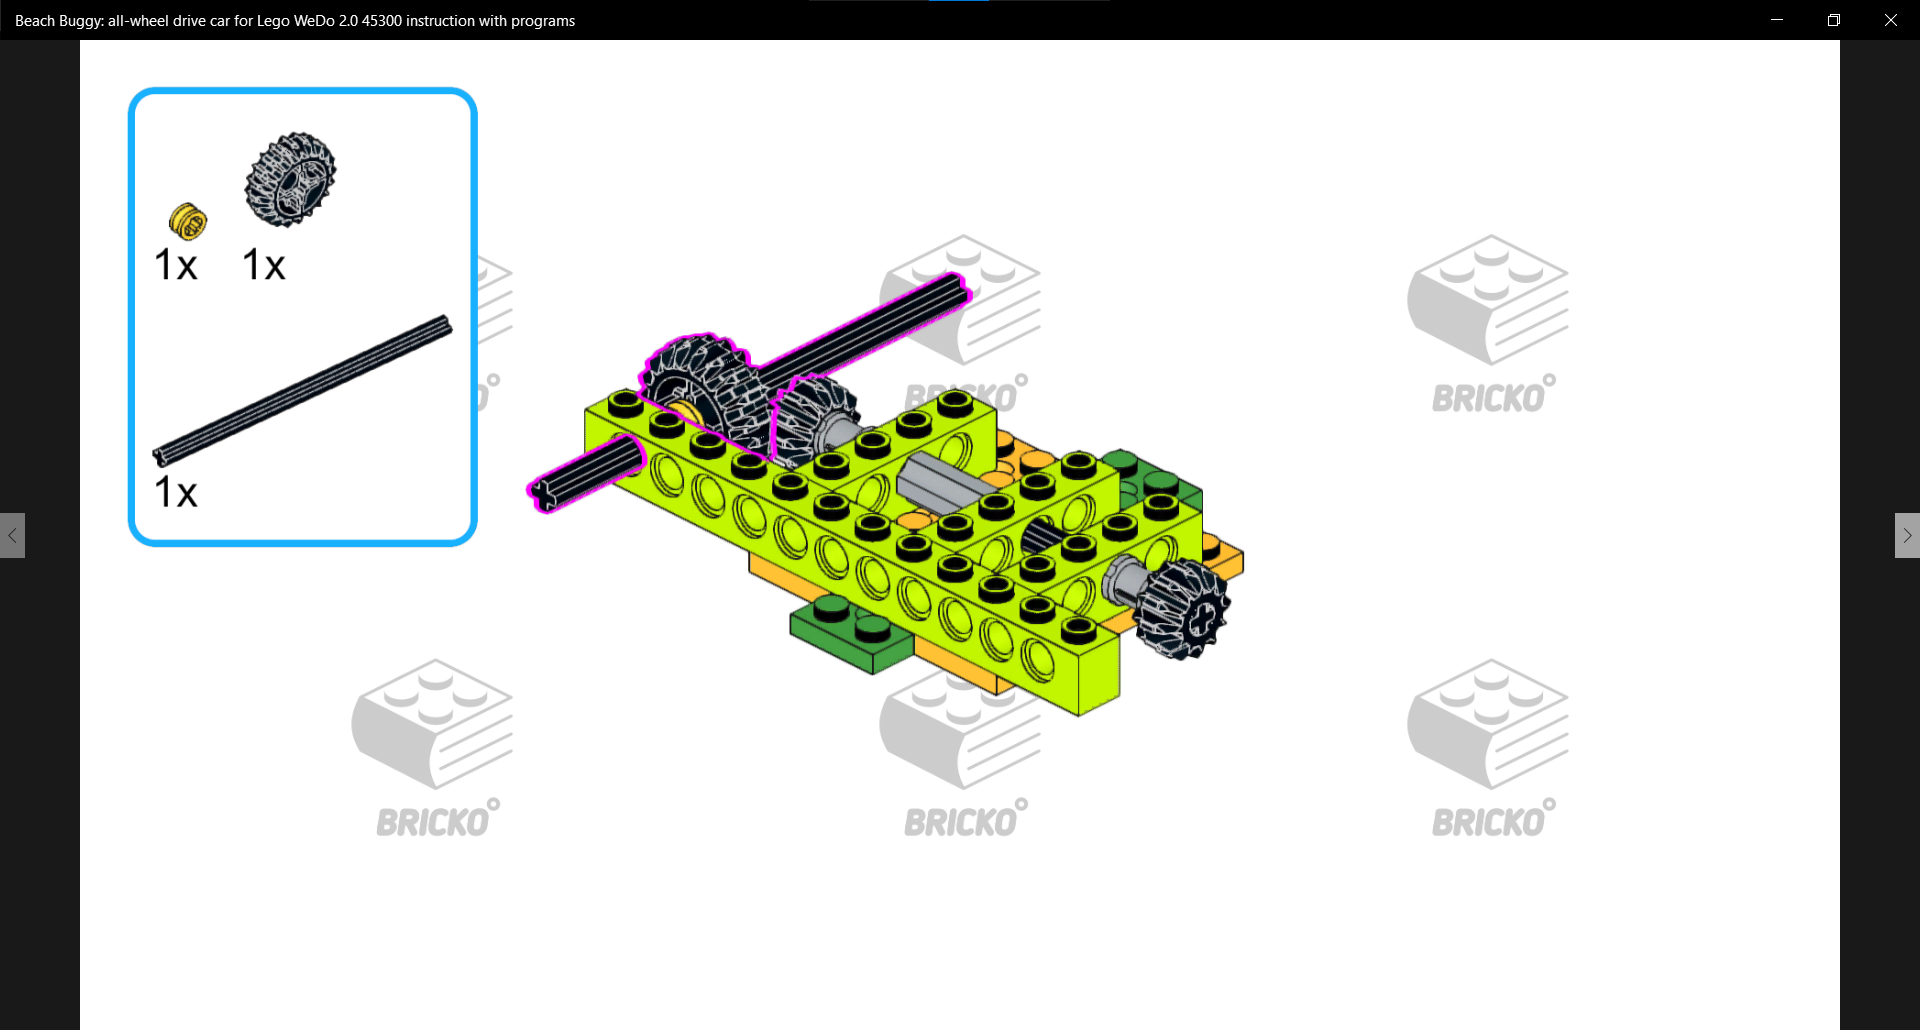 Beach Buggy: all-wheel drive car for Lego WeDo 2.0 45300 instruction with programs
1x 1x
1x
BRICKO
BRICKO
BRICKO
BRICKO
BRICKO